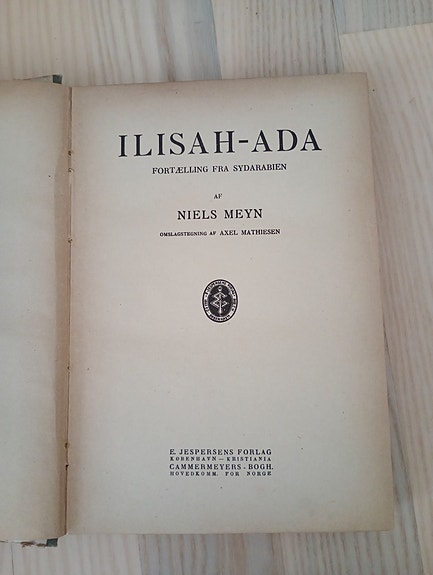 ILISAH-ADA
FORTÆLLING FRA SYDARABIEN
AF
NIELS MEYN
OMSLAGSTEGNING AF AXEL MATHIESEN
E. JESPERSENS FORLAG
KØBENHAVN — KRISTIANIA
CAMMERMEYERS - BOGH.
HOVEDKOMM. FOR NORGE